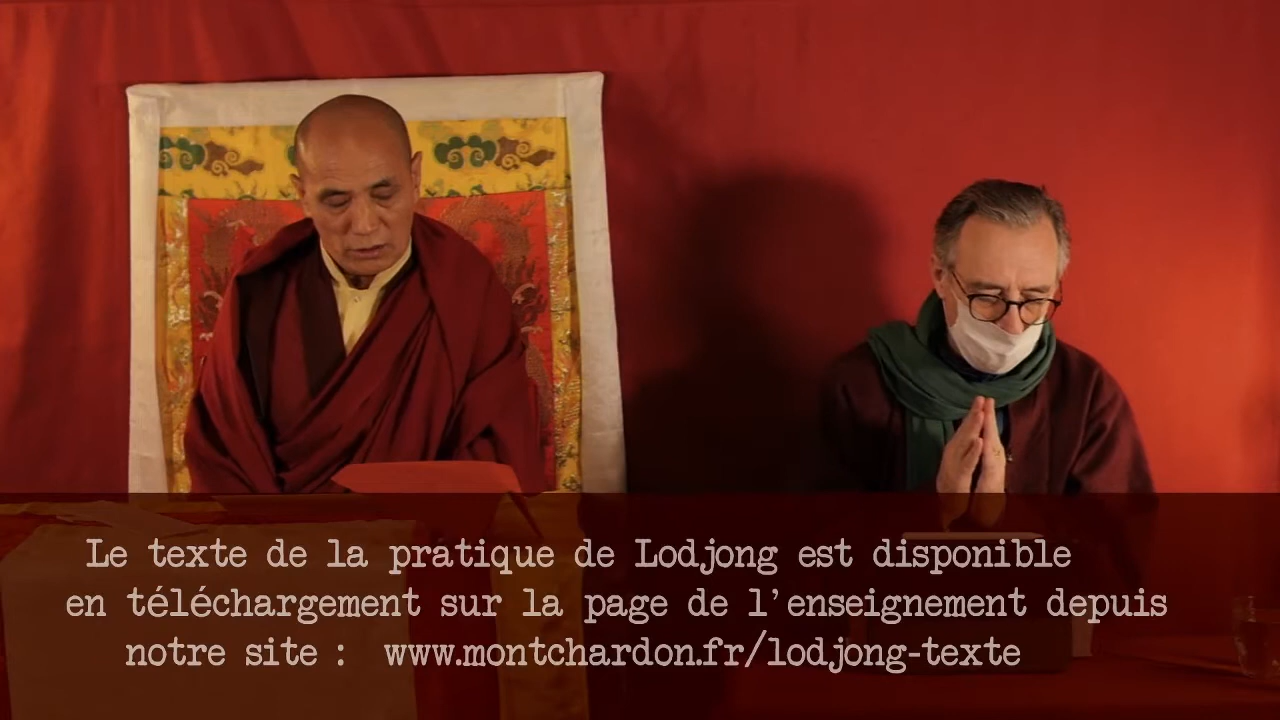 Le texte de la pratique de Lodjong est disponible
en téléchargement sur la page de l'enseignement depuis
notre site : www.montchardon.fr/lodjong-texte